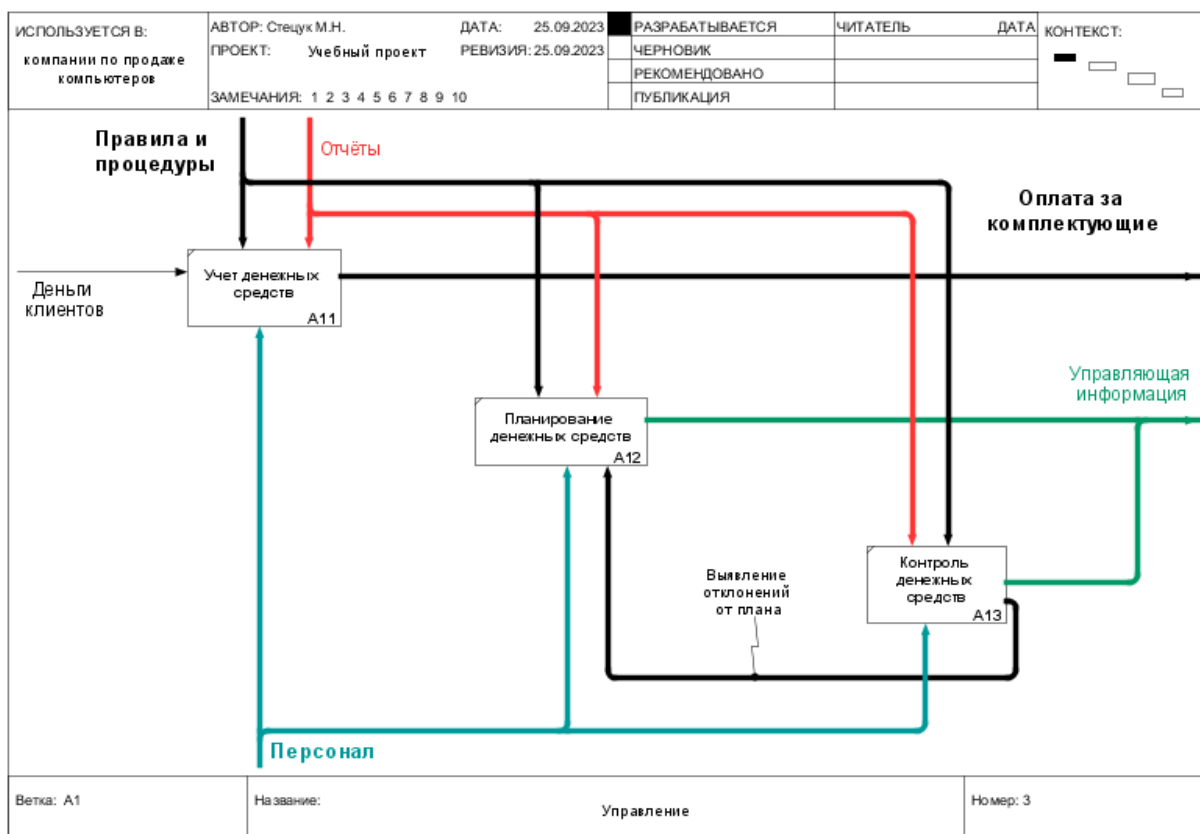 ИСПОЛЬЗУЕТСЯ В:
компании по продаже
компьютеров
АВТОР: Стецук М.Н.
ДАТА: 25.09.2023
ПРОЕКТ: Учебный проект
РЕВИЗИЯ: 25.09.2023
ЗАМЕЧАНИЯ: 1 2 3 4 5 6 7 8 9 10
РАЗРАБАТЫВАЕТСЯ
ЧЕРНОВИК
РЕКОМЕНДОВАНО
ПУБЛИКАЦИЯ
ЧИТАТЕЛЬ
ДАТА
КОНТЕКСТ:
Правила и
процедуры
Отчёты
Оплата за
комплектующие
Деньги
клиентов
Учет денежных
средств
A11
Управляющая
информация
Планирование
денежных средств
A12
Выявление
отклонений
от плана
Контроль
денежных
средств
A13
Персонал
Ветка: A1
Название:
Управление
Номер: 3